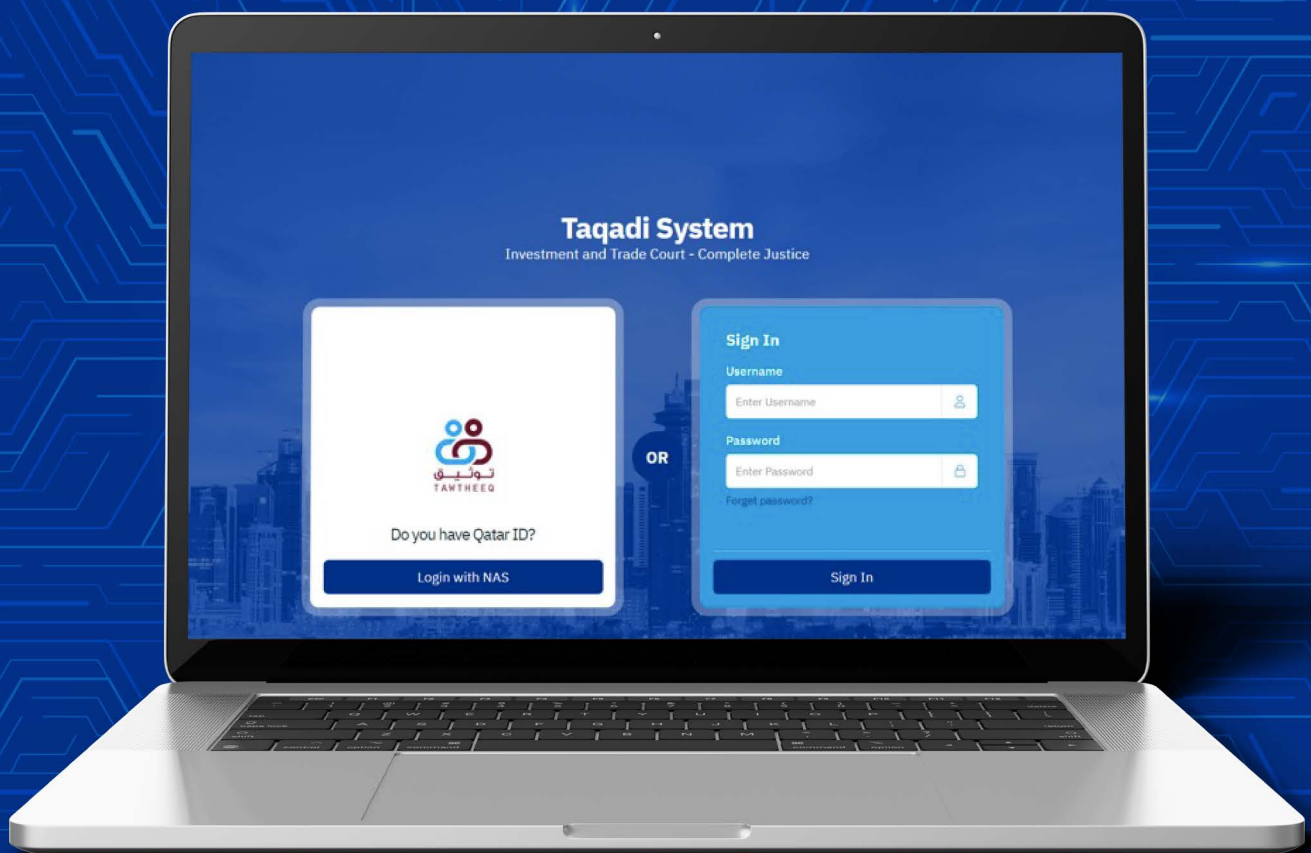 Taqadi System
Investment and Trade Court - Complete Justice
توثيق
TAWTHEEQ
Do you have Qatar ID?
Login with NAS
OR
Sign In
Username
Enter Username
Password
Enter Password
Forget password?
Sign In